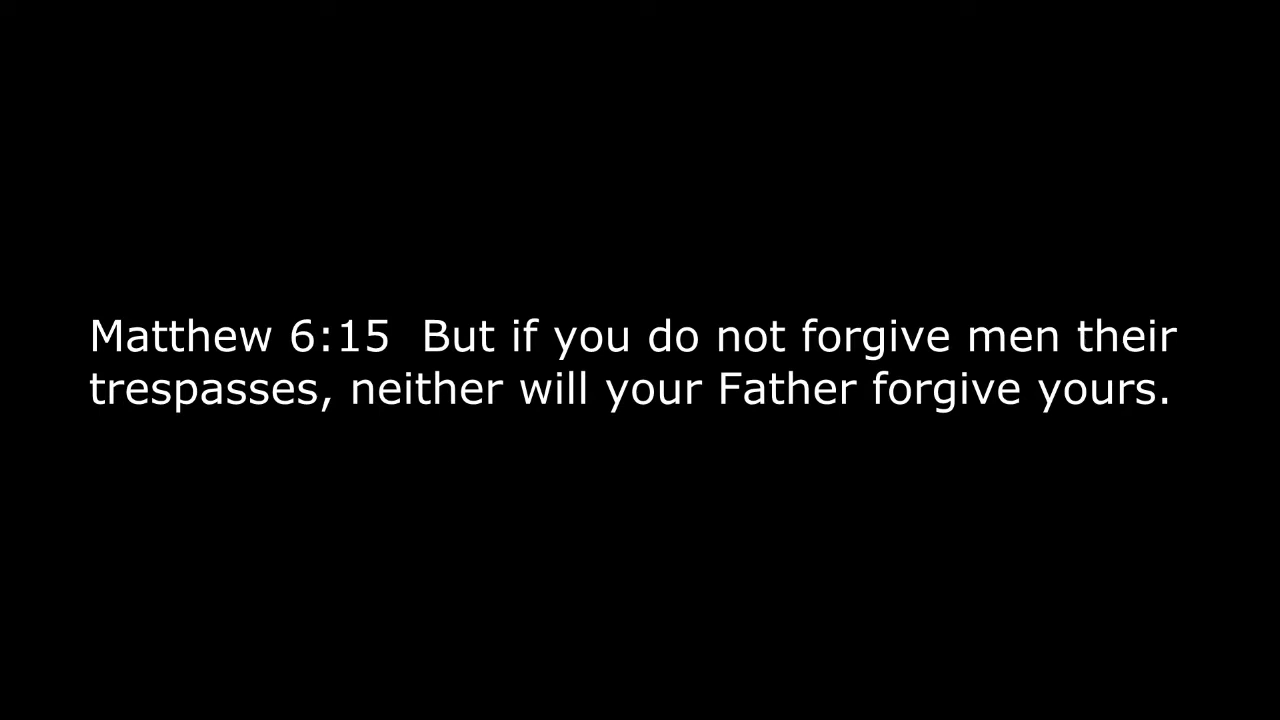 Matthew 6:15  But if you do not forgive men their
trespasses, neither will your Father forgive yours.